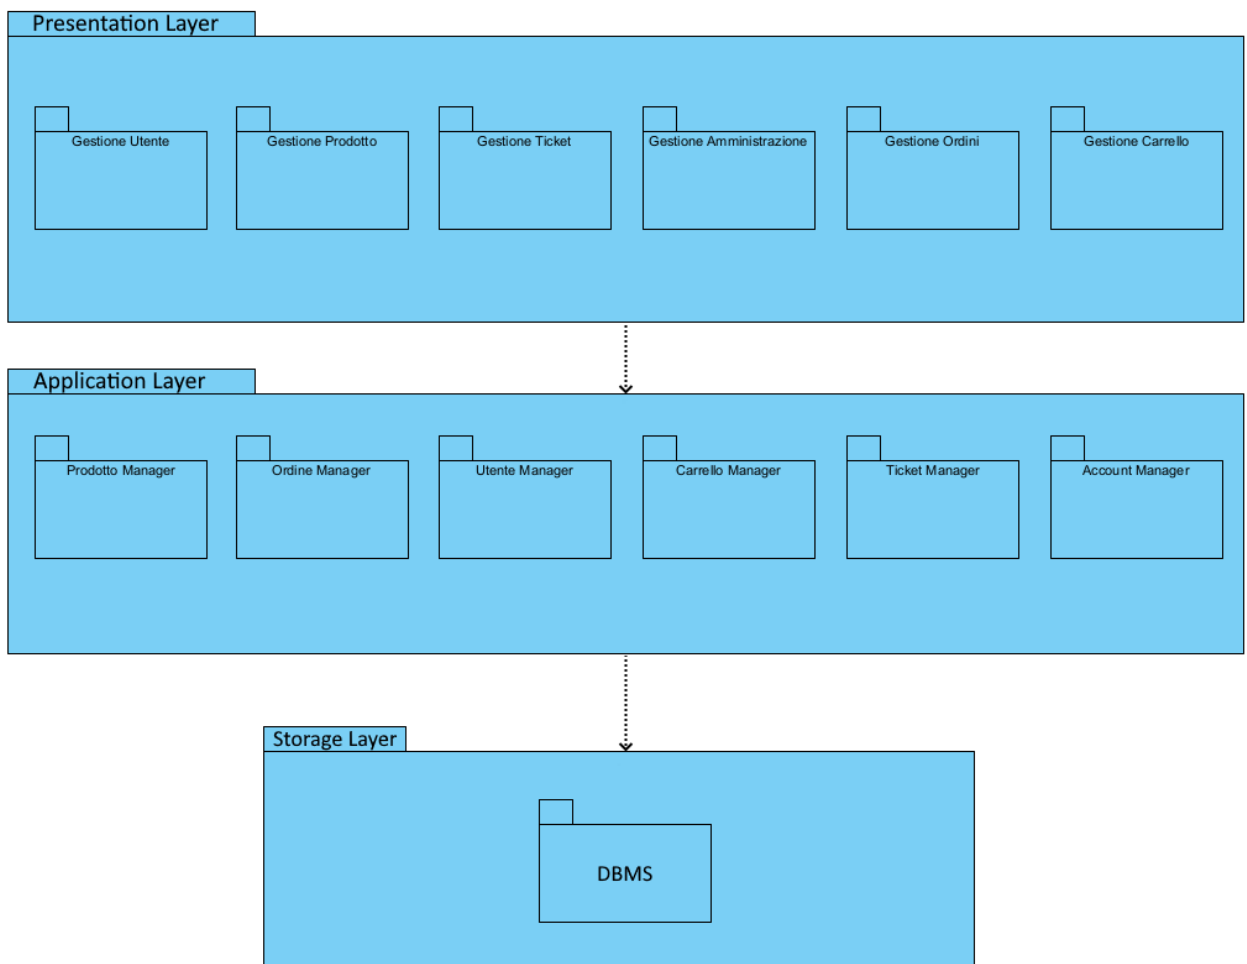 Presentation Layer
Gestione Utente
Gestione Prodotto
Gestione Ticket
Gestione Amministrazione
Gestione Ordini
Gestione Carrello
Application Layer
Prodotto Manager
Ordine Manager
Utente Manager
Carrello Manager
Ticket Manager
Account Manager
Storage Layer
DBMS